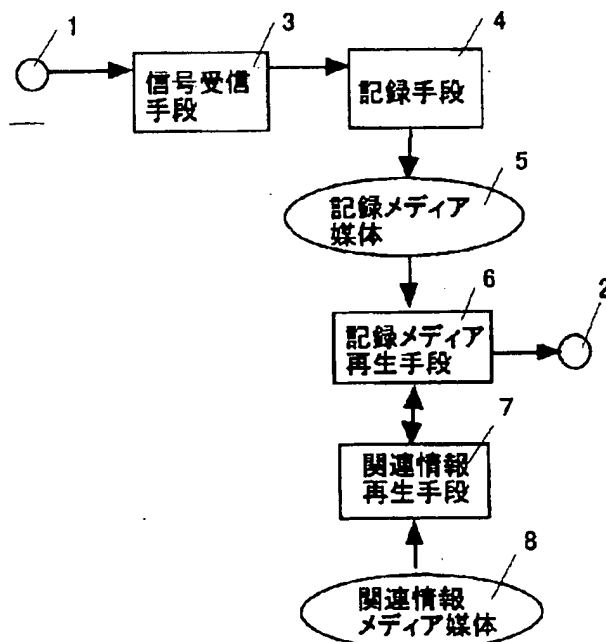 1
3
4
信号受信
手段
記録手段
5
記録メディア
媒体
6
2
記録メディア
再生手段
7
関連情報
再生手段
8
関連情報
メディア媒体